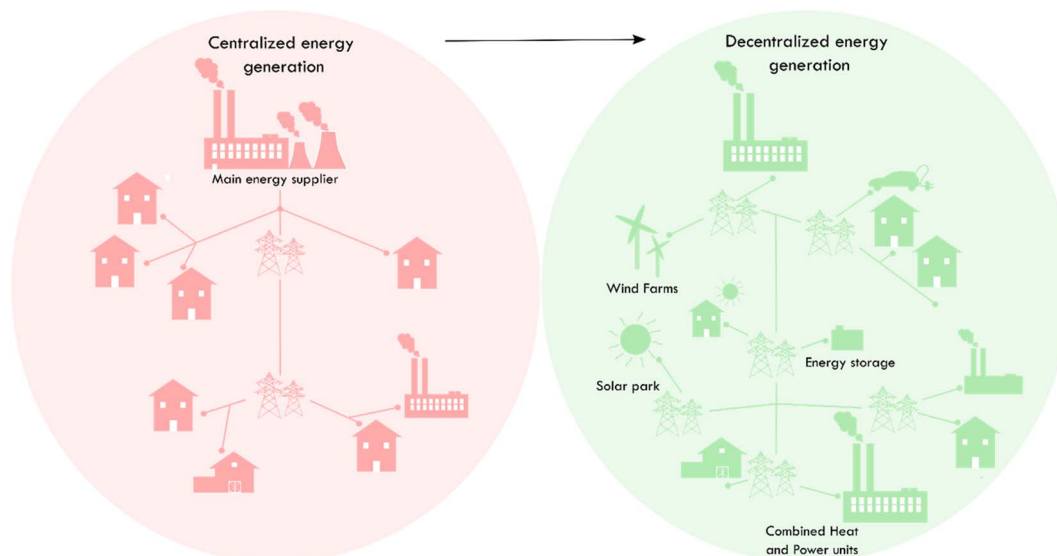 Centralized energy
generation
Main energy supplier
Decentralized energy
generation
Wind Farms
Solar park
Energy storage
Combined Heat
and Power units